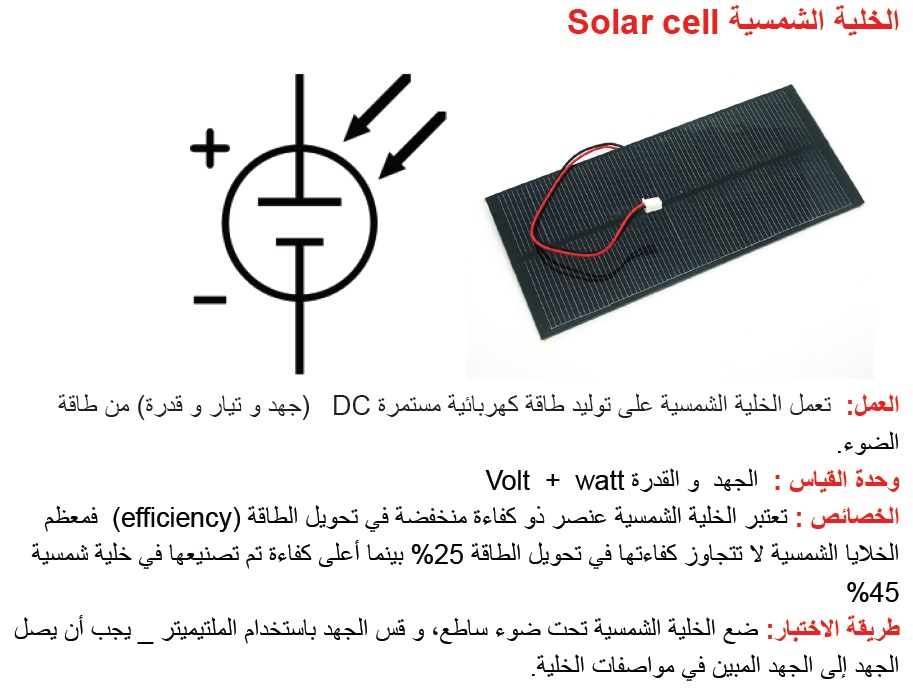 الخلية الشمسية Solar cell
+
−
العمل: تعمل الخلية الشمسية على توليد طاقة كهربائية مستمرة DC (جهد و تيار و قدرة) من طاقة
الضوء.
وحدة القياس : الجهد و القدرة Volt + watt
الخصائص : تعتبر الخلية الشمسية عنصر ذو كفاءة منخفضة في تحويل الطاقة (efficiency) فمعظم
الخلايا الشمسية لا تتجاوز كفاءتها في تحويل الطاقة 25% بينما أعلى كفاءة تم تصنيعها في خلية شمسية
45%
طريقة الاختبار: ضع الخلية الشمسية تحت ضوء ساطع، و قس الجهد باستخدام الملتيميتر _ يجب أن يصل
الجهد إلى الجهد المبين في مواصفات الخلية.